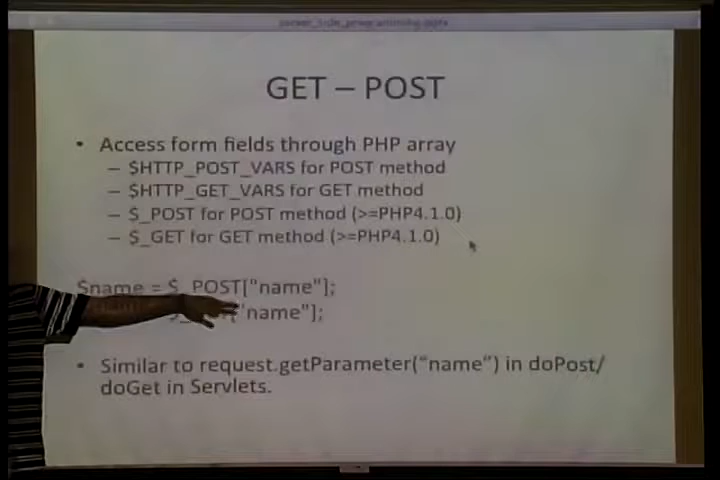 GET – POST
• Access form fields through PHP array
– $HTTP_POST_VARS for POST method
– $HTTP_GET_VARS for GET method
– $_POST for POST method (>=PHP4.1.0)
– $_GET for GET method (>=PHP4.1.0)
$name = $_POST["name"];
"name"];
• Similar to request.getParameter("name") in doPost/
doGet in Servlets.